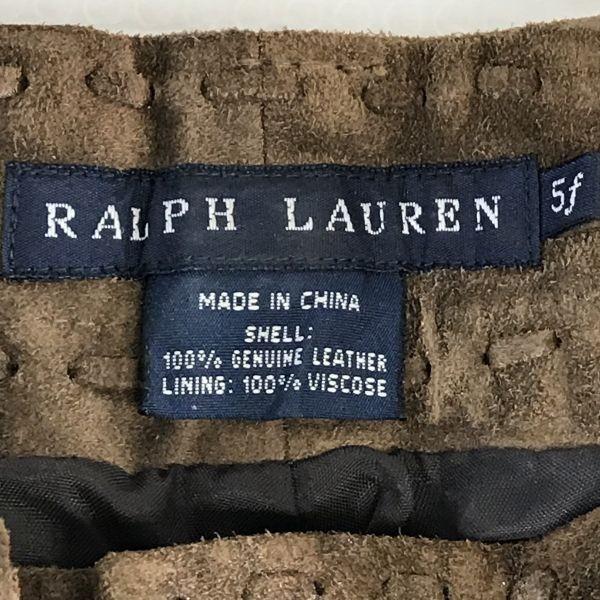 RALPH LAUREN
5f
MADE IN CHINA
SHELL:
100% GENUINE LEATHER
LINING: 100% VISCOSE